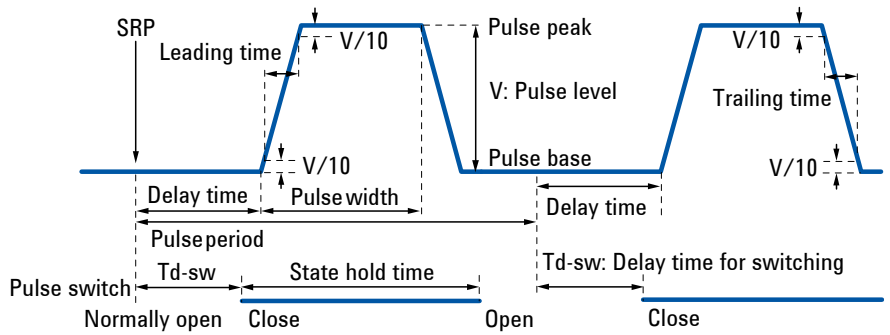 SRP
Pulse peak
V/10
V/10
Leading time
V: Pulse level
Trailing time
Pulse base
V/10
V/10
Delay time
Pulse width
Delay time
Pulse period
Td-sw
State hold time
Td-sw: Delay time for switching
Pulse switch
Normally open
Close
Open
Close